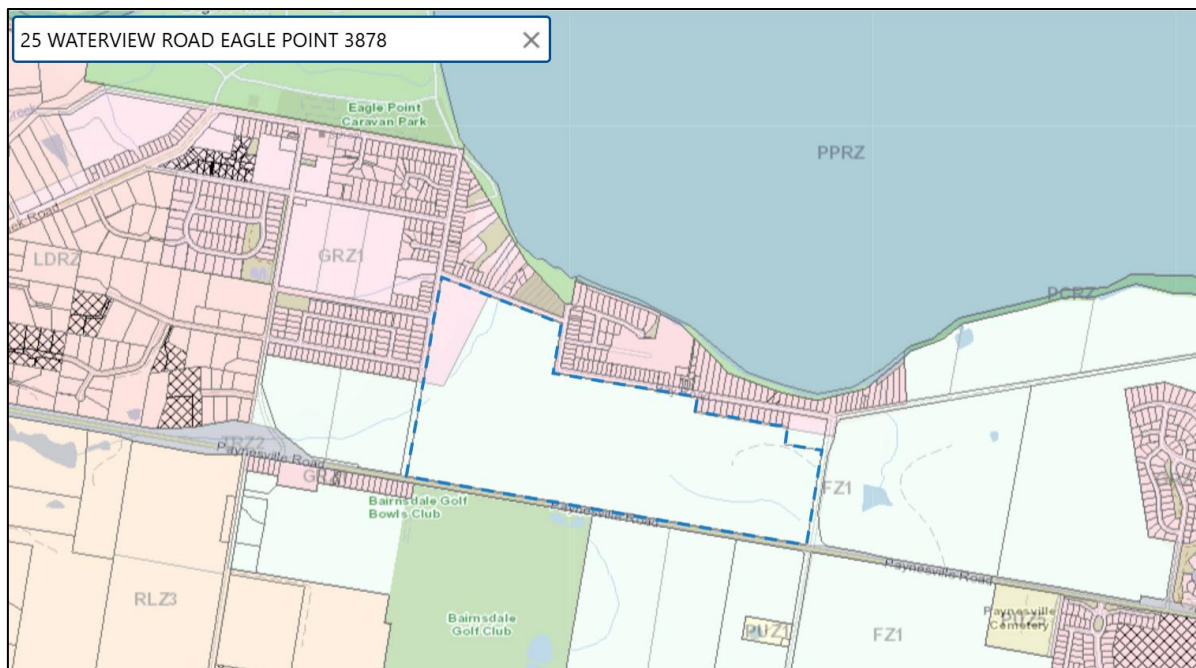 25 WATERVIEW ROAD EAGLE POINT 3878
Eagle Point
Caravan Park
PPRZ
GRZ1
LDRZ
PCRZ
TRZ2
Paynesville Road
Bairnsdale Golf
Bowls Club
Paynesville Road
FZ1
Paynesville Road
RLZ3
Bairnsdale
Golf Club
PUZ1
FZ1
Paynesville
Cemetery
PUZ5